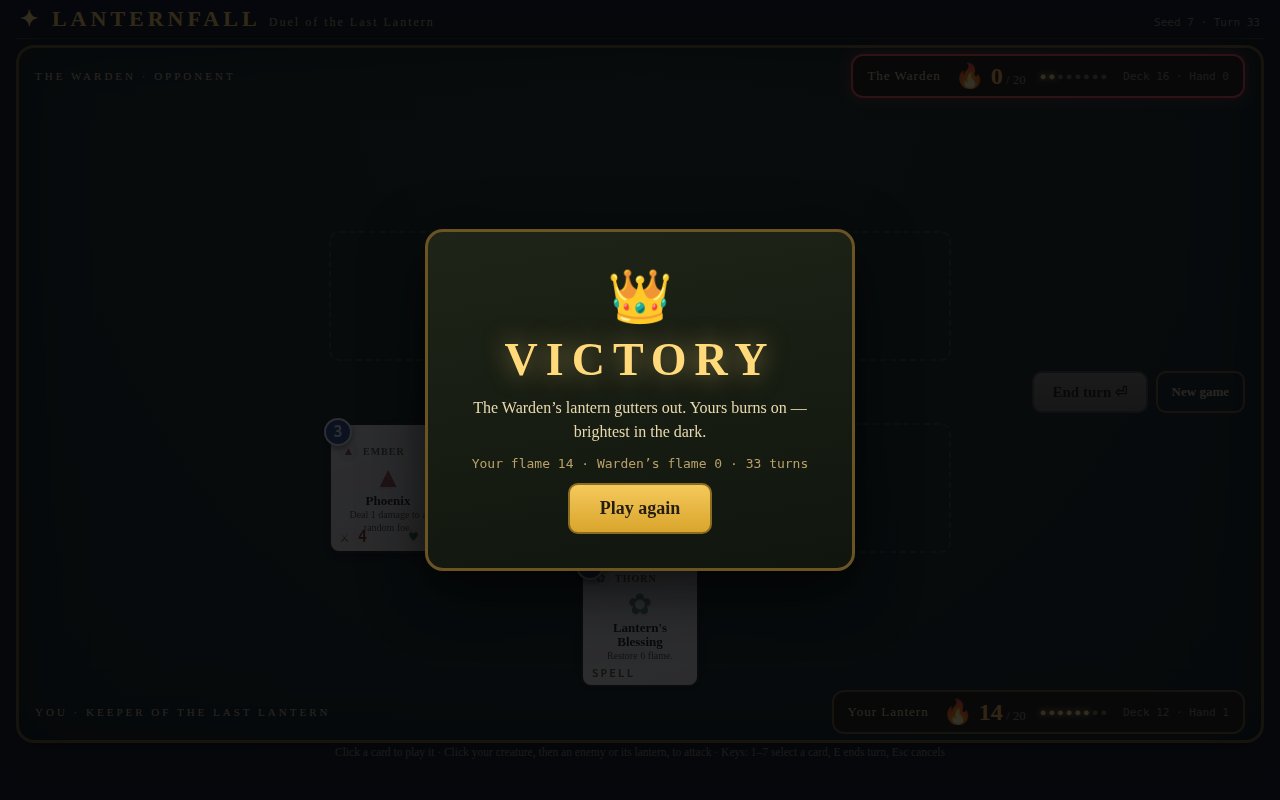 ✦ LANTERNFALL Duel of the Last Lantern
Seed 7 · Turn 33
THE WARDEN · OPPONENT
The Warden 0 / 20 Deck 16 · Hand 0
VICTORY
The Warden’s lantern gutters out. Yours burns on —
brightest in the dark.
Your flame 14 · Warden’s flame 0 · 33 turns
Play again
End turn ⏎
New game
3
EMBER
Phoenix
Deal 1 damage to a
random foe.
4
THORN
Lantern's
Blessing
Restore 6 flame.
SPELL
YOU · KEEPER OF THE LAST LANTERN
Your Lantern 14 / 20 Deck 12 · Hand 1
Click a card to play it · Click your creature, then an enemy or its lantern, to attack · Keys: 1–7 select a card, E ends turn, Esc cancels